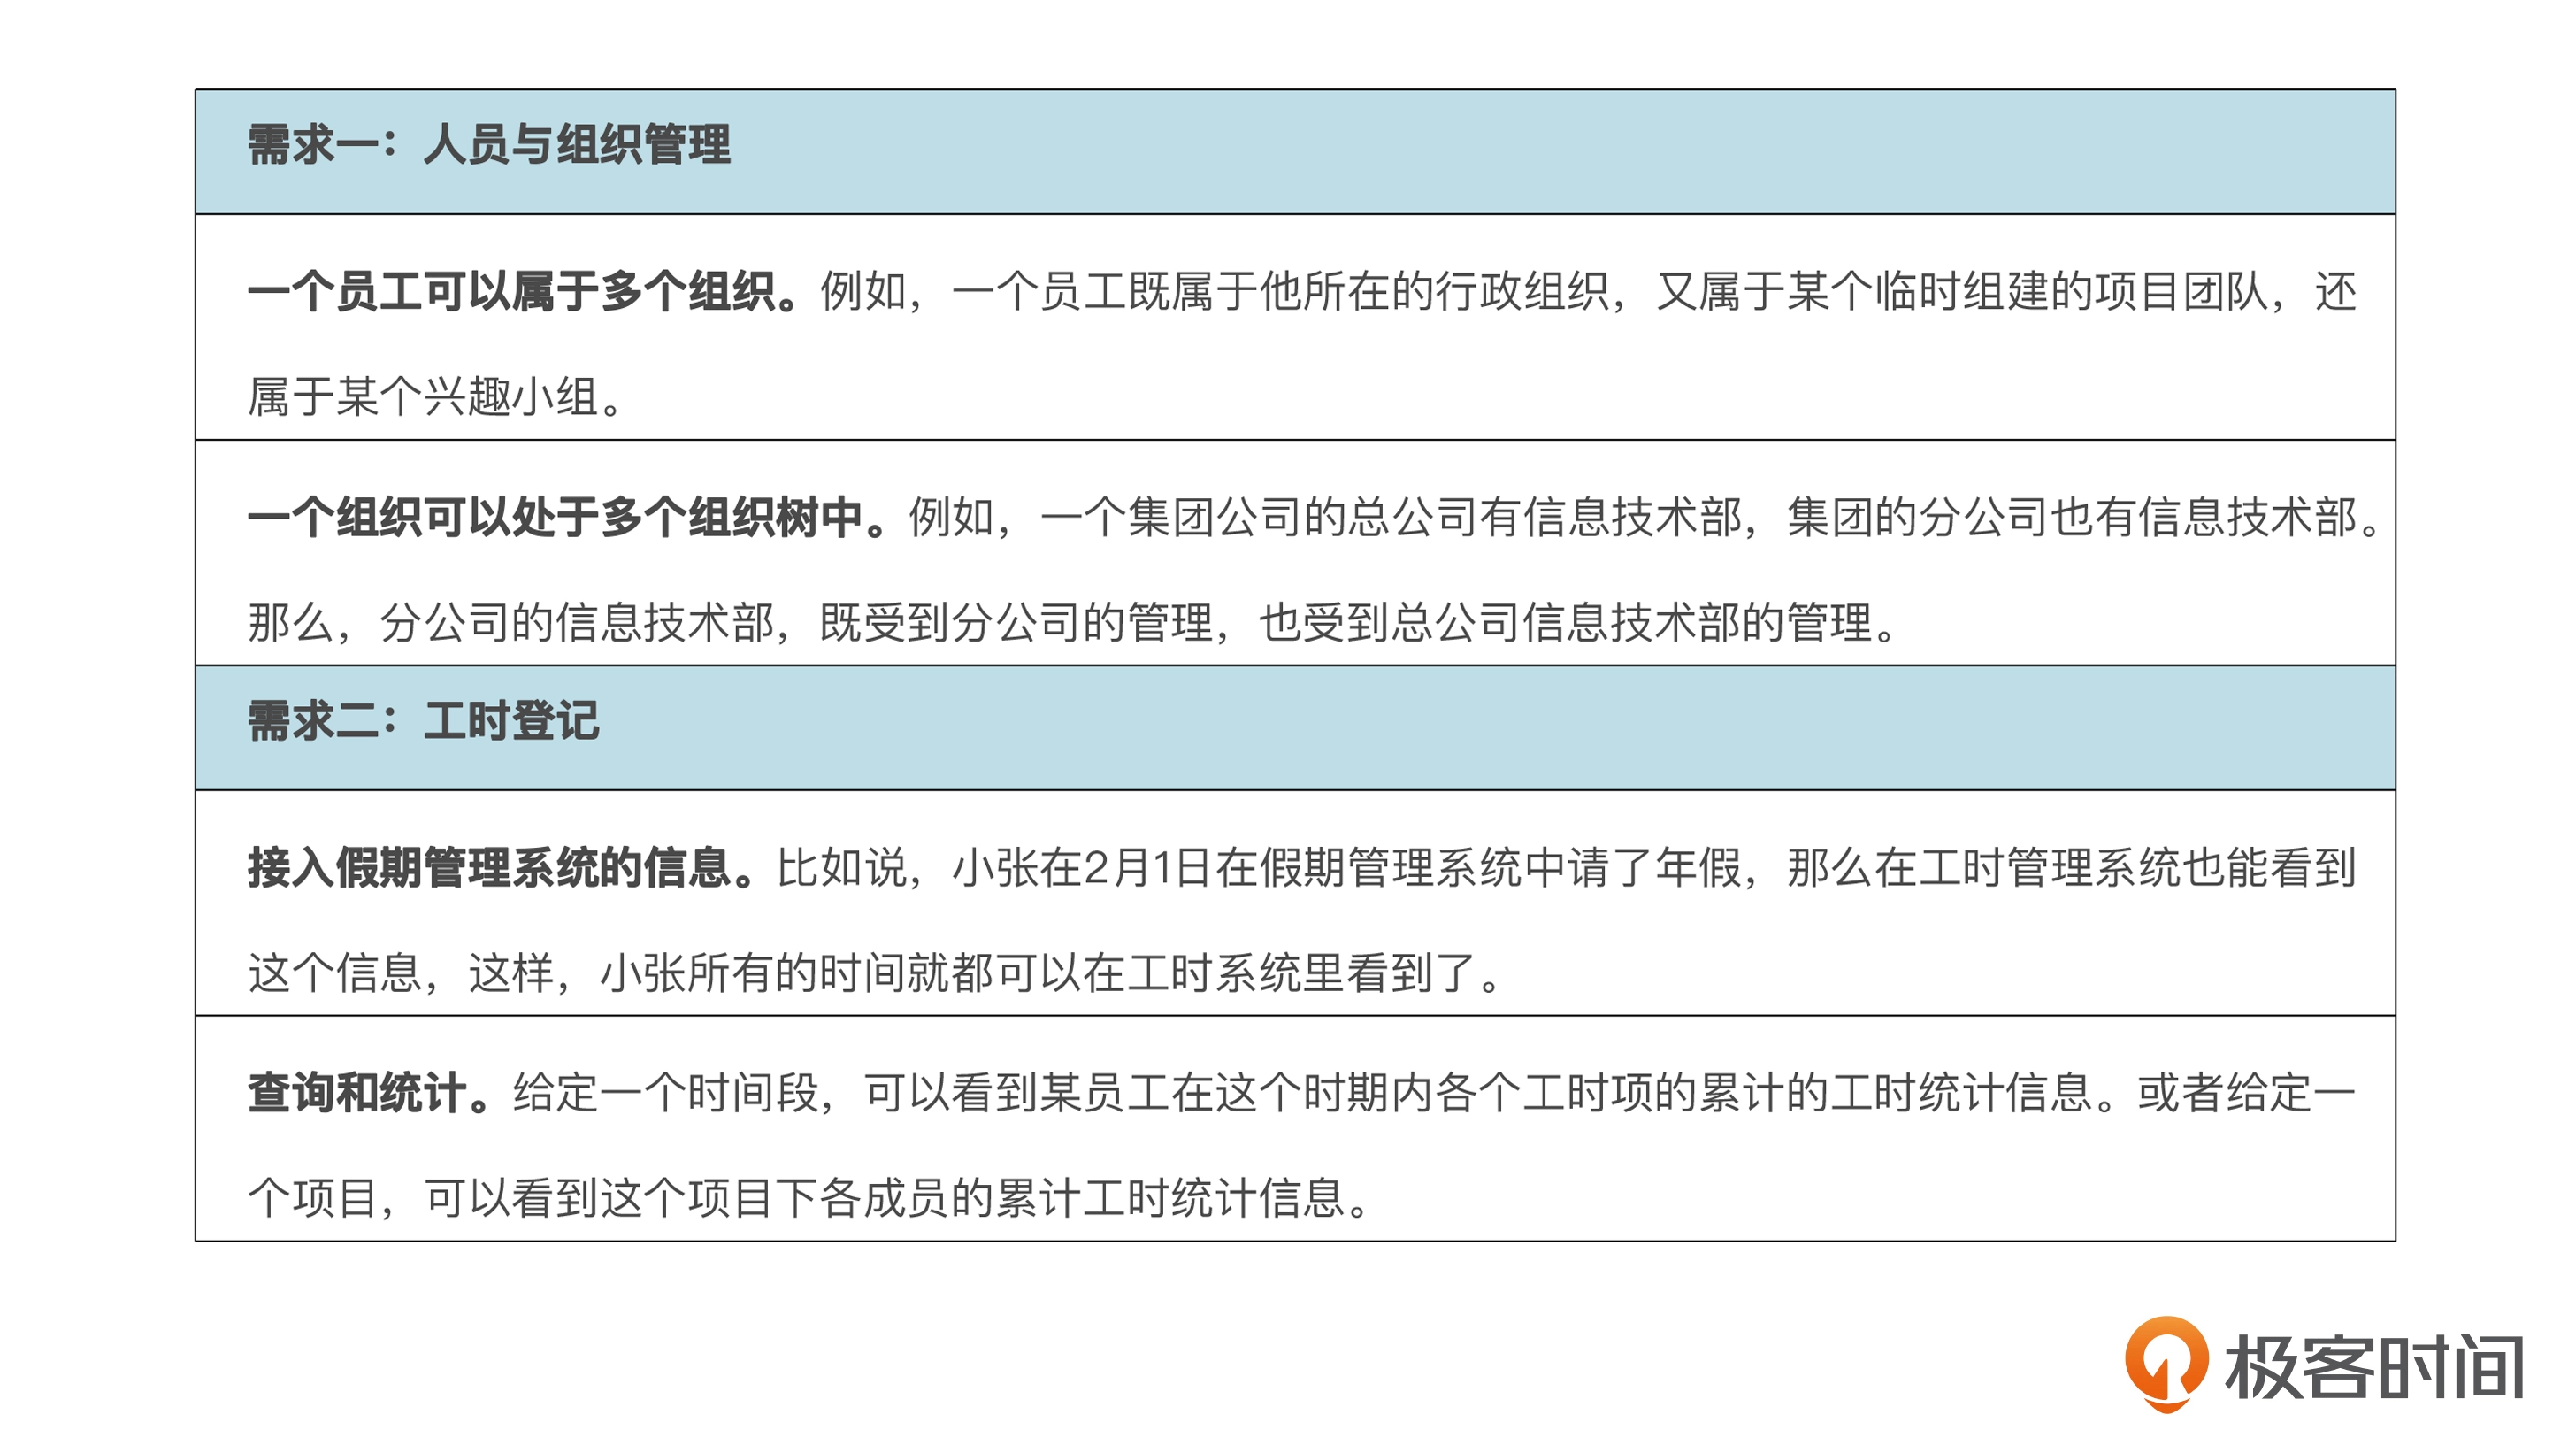 需求一：人员与组织管理
一个员工可以属于多个组织。例如，一个员工既属于他所在的行政组织，又属于某个临时组建的项目团队，还
属于某个兴趣小组。
一个组织可以处于多个组织树中。例如，一个集团公司的总公司有信息技术部，集团的分公司也有信息技术部。
那么，分公司的信息技术部，既受到分公司的管理，也受到总公司信息技术部的管理。
需求二：工时登记
接入假期管理系统的信息。比如说，小张在2月1日在假期管理系统中请了年假，那么在工时管理系统也能看到
这个信息，这样，小张所有的时间就都可以在工时系统里看到了。
查询和统计。给定一个时间段，可以看到某员工在这个时期内各个工时项的累计的工时统计信息。或者给定一
个项目，可以看到这个项目下各成员的累计工时统计信息。
极客时间